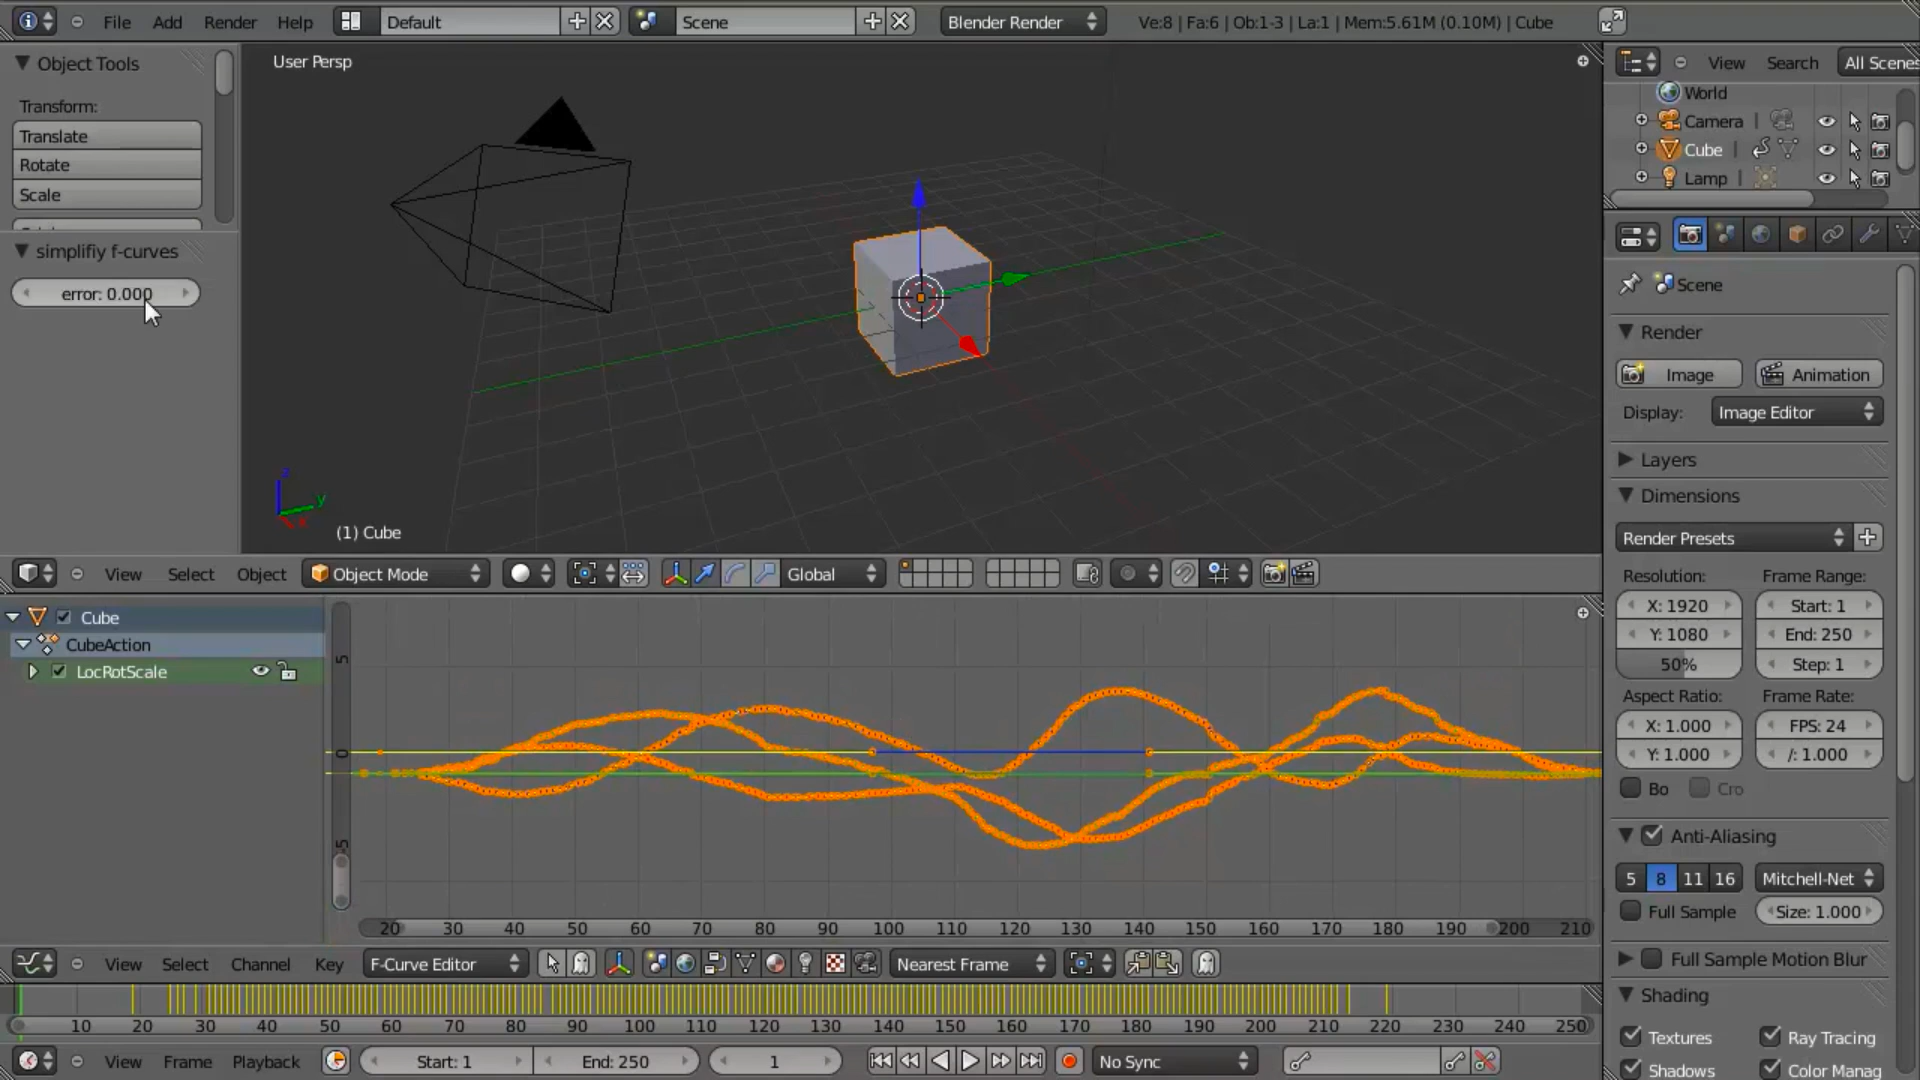 File Add Render Help Default Scene Blender Render Ve:8 | Fa:6 | Ob:1-3 | La:1 | Mem:5.61M (0.10M) | Cube
Object Tools
Transform:
Translate
Rotate
Scale
simplifiy f-curves
error: 0.000
User Persp
z
y
x
(1) Cube
View Search All Scenes
World
Camera
Cube
Lamp
Scene
Render
Image Animation
Display: Image Editor
Layers
Dimensions
Render Presets
Resolution: Frame Range:
X: 1920 Start: 1
Y: 1080 End: 250
50% Step: 1
Aspect Ratio: Frame Rate:
X: 1.000 FPS: 24
Y: 1.000 /: 1.000
Bo Cro
Anti-Aliasing
5 8 11 16 Mitchell-Net
Full Sample Size: 1.000
Full Sample Motion Blur
Shading
Textures Ray Tracing
Shadows Color Manag
View Select Object Object Mode Global
Cube
CubeAction
LocRotScale
5
0
-5
20 30 40 50 60 70 80 90 100 110 120 130 140 150 160 170 180 190 200 210
View Select Channel Key F-Curve Editor Nearest Frame
10 20 30 40 50 60 70 80 90 100 110 120 130 140 150 160 170 180 190 200 210 220 230 240 250
View Frame Playback Start: 1 End: 250 1 No Sync